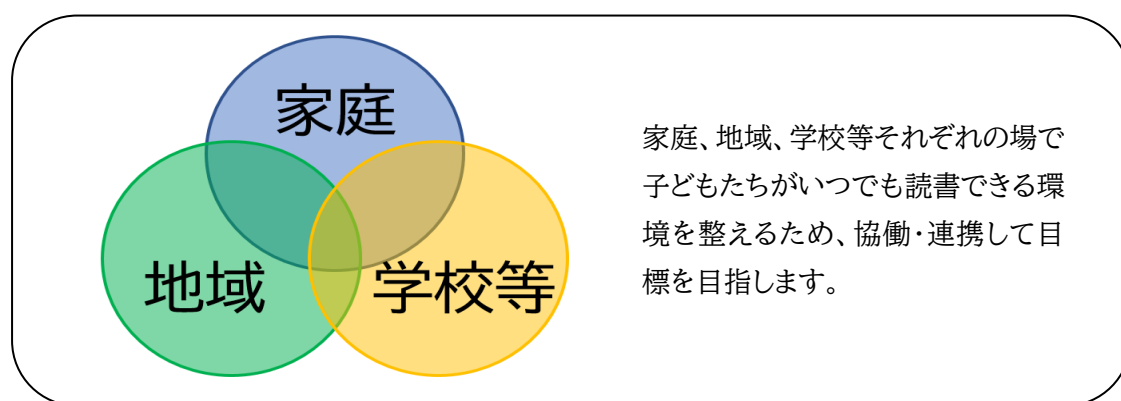 家庭
地域
学校等
家庭、地域、学校等それぞれの場で
子どもたちがいつでも読書できる環
境を整えるため、協働・連携して目
標を目指します。